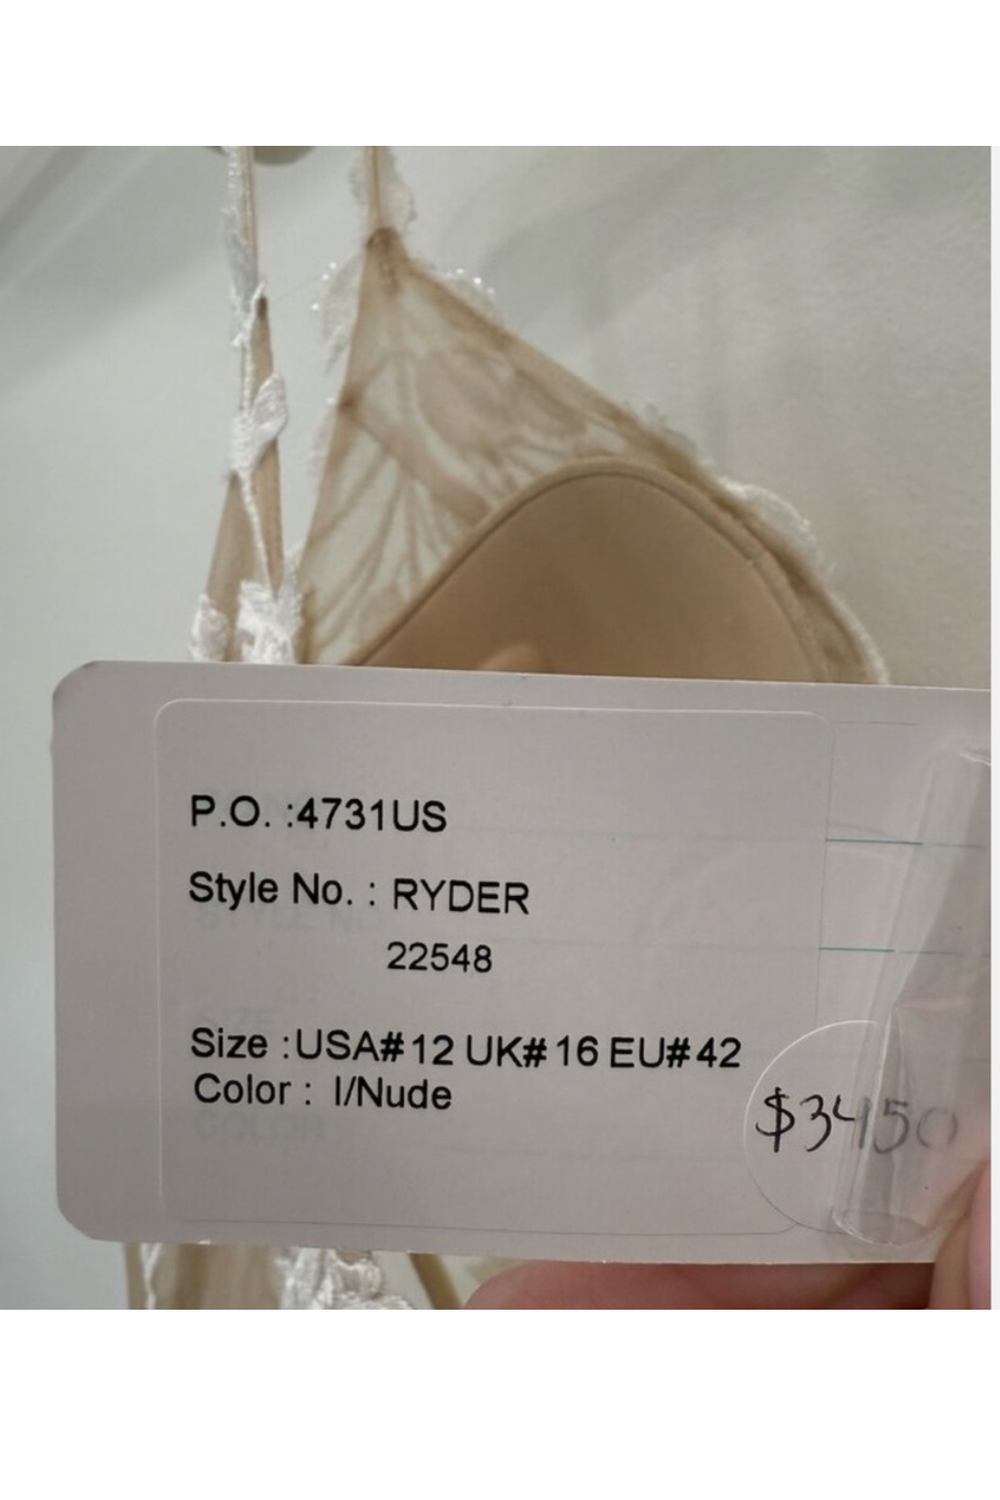 P.O. :4731US
Style No. : RYDER
22548
Size :USA#12 UK#16 EU#42
Color : I/Nude
$3450